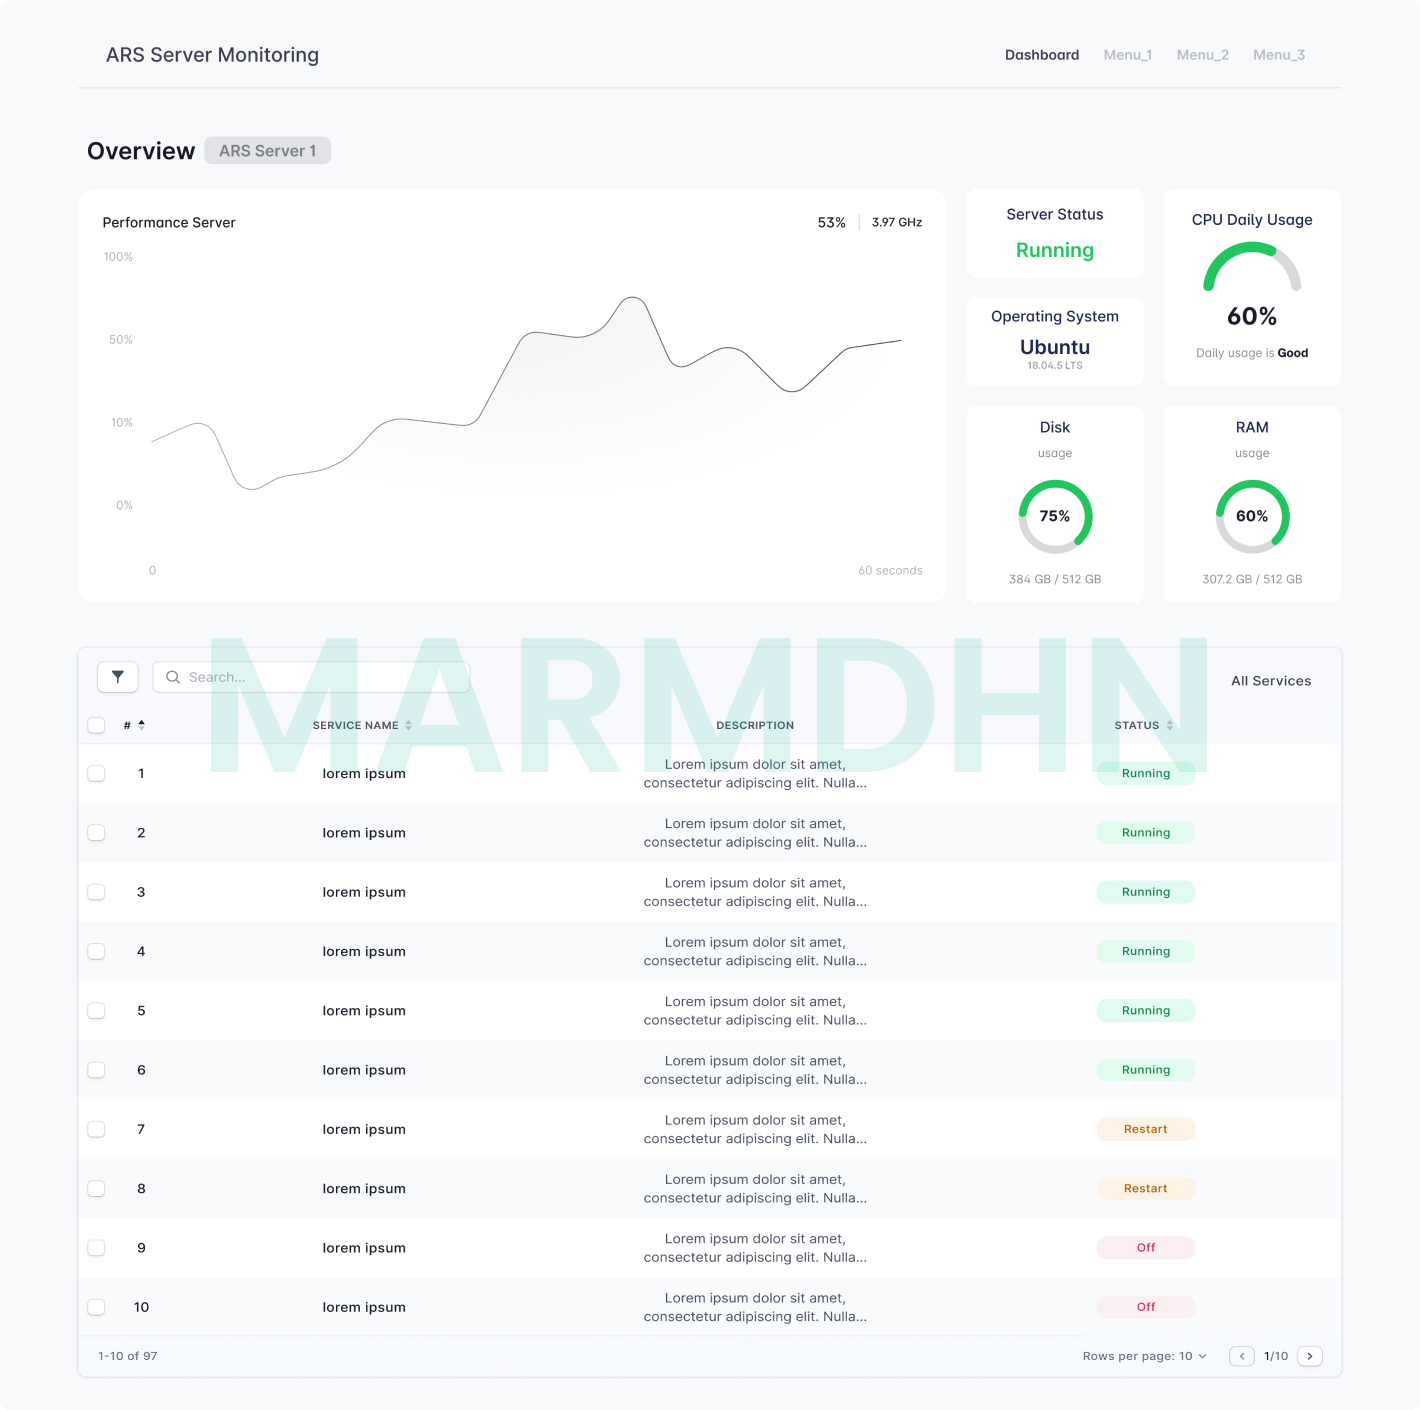 ARS Server Monitoring
Dashboard Menu_1 Menu_2 Menu_3
Overview ARS Server 1
Performance Server 53% 3.97 GHz
100%
50%
10%
0%
0 60 seconds
Server Status
Running
Operating System
Ubuntu
18.04.5 LTS
CPU Daily Usage
60%
Daily usage is Good
Disk
usage
75%
384 GB / 512 GB
RAM
usage
60%
307.2 GB / 512 GB
MARMDHN
Search... All Services
# SERVICE NAME DESCRIPTION STATUS
1 lorem ipsum Lorem ipsum dolor sit amet, Running
consectetur adipiscing elit. Nulla...
2 lorem ipsum Lorem ipsum dolor sit amet, Running
consectetur adipiscing elit. Nulla...
3 lorem ipsum Lorem ipsum dolor sit amet, Running
consectetur adipiscing elit. Nulla...
4 lorem ipsum Lorem ipsum dolor sit amet, Running
consectetur adipiscing elit. Nulla...
5 lorem ipsum Lorem ipsum dolor sit amet, Running
consectetur adipiscing elit. Nulla...
6 lorem ipsum Lorem ipsum dolor sit amet, Running
consectetur adipiscing elit. Nulla...
7 lorem ipsum Lorem ipsum dolor sit amet, Restart
consectetur adipiscing elit. Nulla...
8 lorem ipsum Lorem ipsum dolor sit amet, Restart
consectetur adipiscing elit. Nulla...
9 lorem ipsum Lorem ipsum dolor sit amet, Off
consectetur adipiscing elit. Nulla...
10 lorem ipsum Lorem ipsum dolor sit amet, Off
consectetur adipiscing elit. Nulla...
1-10 of 97 Rows per page: 10 1/10